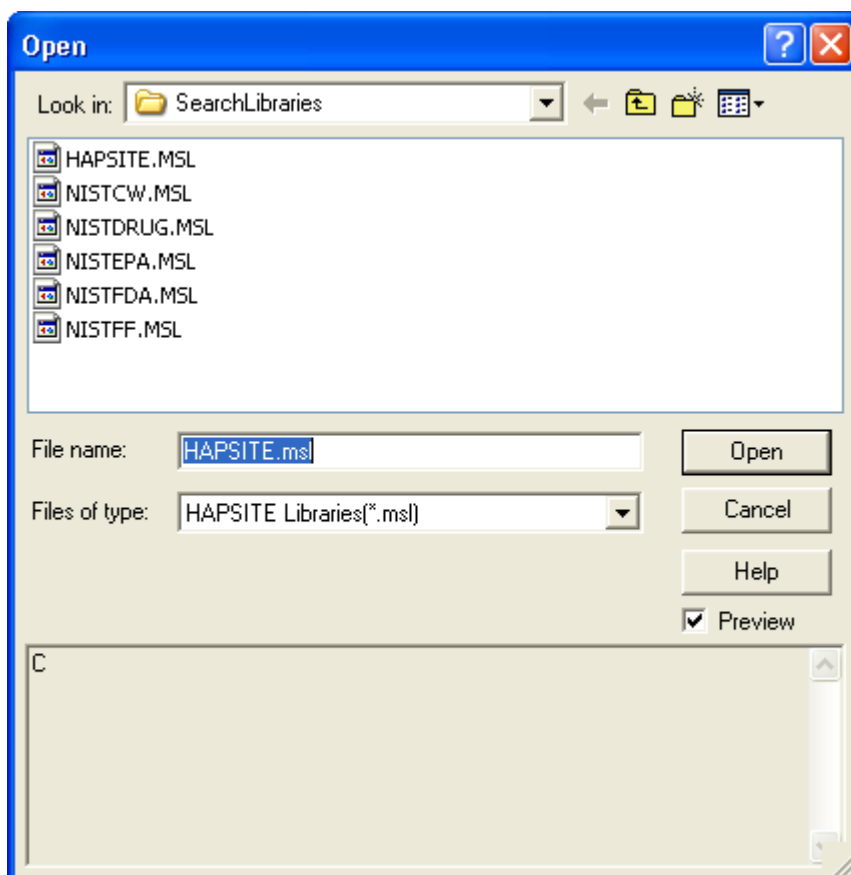 Open
Look in: SearchLibraries
HAPSITE.MSL
NISTCW.MSL
NISTDRUG.MSL
NISTEPA.MSL
NISTFDA.MSL
NISTFF.MSL
File name: HAPSITE.msl Open
Files of type: HAPSITE Libraries(*.msl) Cancel
Help
Preview
C